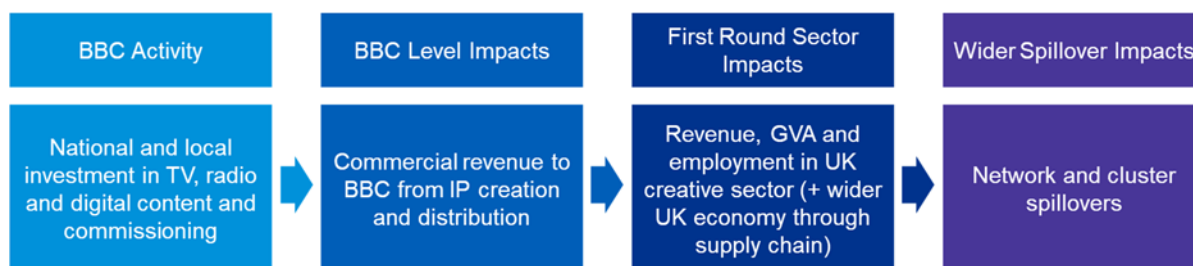 BBC Activity
BBC Level Impacts
First Round Sector
Impacts
Wider Spillover Impacts
National and local
investment in TV, radio
and digital content and
commissioning
Commercial revenue to
BBC from IP creation
and distribution
Revenue, GVA and
employment in UK
creative sector (+ wider
UK economy through
supply chain)
Network and cluster
spillovers